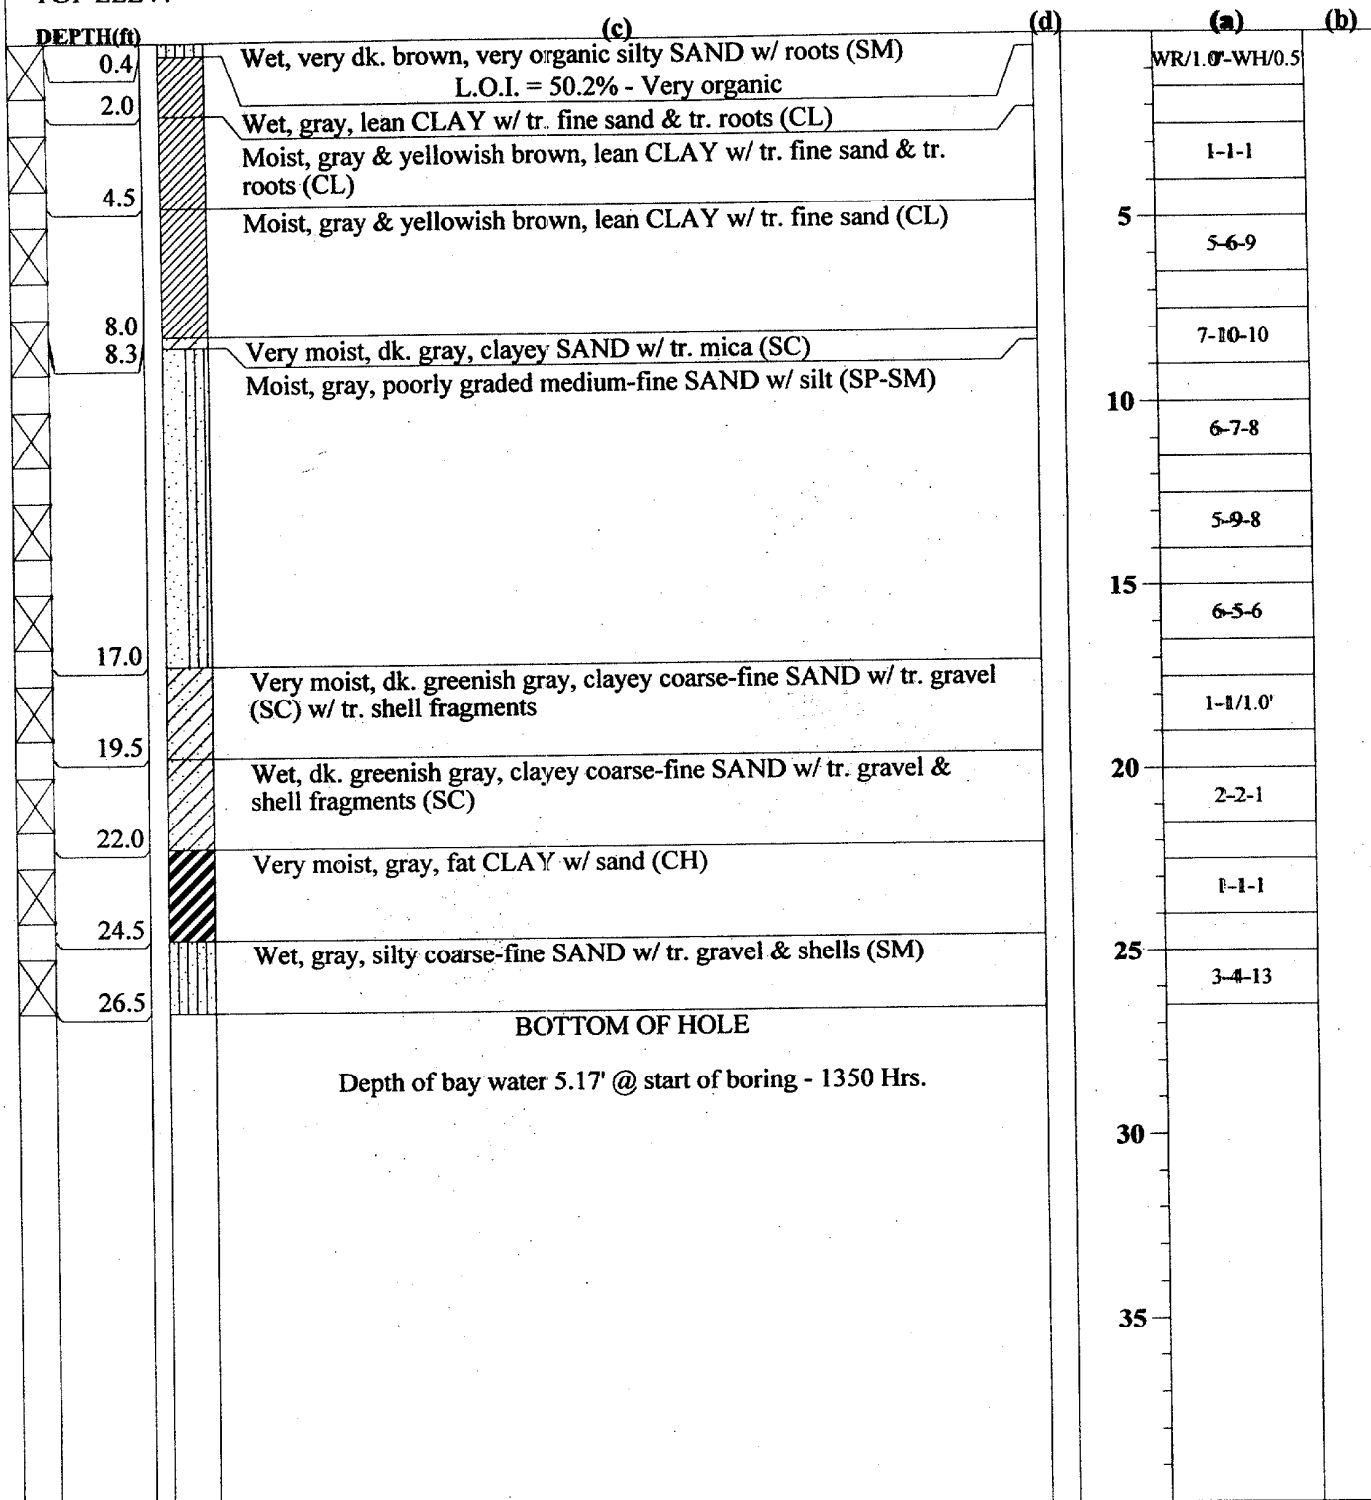 DEPTH(ft) (c) (d) (a) (b)
0.4 Wet, very dk. brown, very organic silty SAND w/ roots (SM) WR/1.0'-WH/0.5
L.O.I. = 50.2% - Very organic
2.0 Wet, gray, lean CLAY w/ tr. fine sand & tr. roots (CL)
Moist, gray & yellowish brown, lean CLAY w/ tr. fine sand & tr. 1-1-1
roots (CL)
4.5
Moist, gray & yellowish brown, lean CLAY w/ tr. fine sand (CL) 5
5-6-9
8.0 7-10-10
8.3 Very moist, dk. gray, clayey SAND w/ tr. mica (SC)
Moist, gray, poorly graded medium-fine SAND w/ silt (SP-SM)
10
6-7-8
5-9-8
15
6-5-6
17.0
Very moist, dk. greenish gray, clayey coarse-fine SAND w/ tr. gravel
(SC) w/ tr. shell fragments 1-1/1.0'
19.5
Wet, dk. greenish gray, clayey coarse-fine SAND w/ tr. gravel & 20
shell fragments (SC) 2-2-1
22.0
Very moist, gray, fat CLAY w/ sand (CH)
1-1-1
24.5
Wet, gray, silty coarse-fine SAND w/ tr. gravel & shells (SM) 25
3-4-13
26.5
BOTTOM OF HOLE
Depth of bay water 5.17' @ start of boring - 1350 Hrs.
30
35